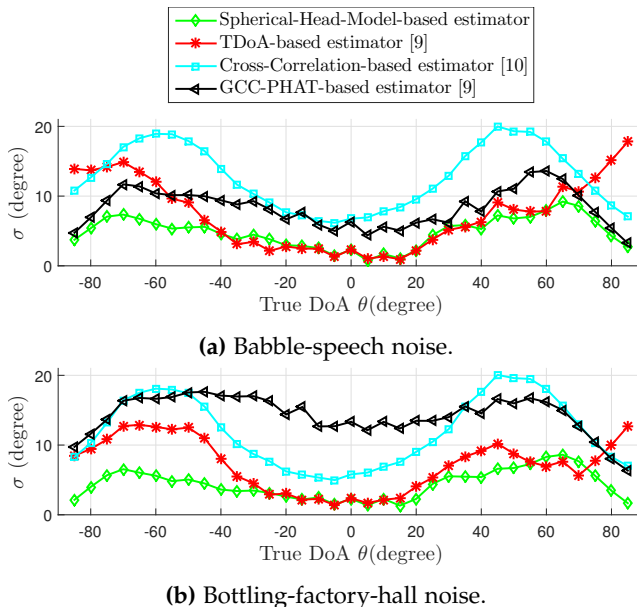 Spherical-Head-Model-based estimator
TDoA-based estimator [9]
Cross-Correlation-based estimator [10]
GCC-PHAT-based estimator [9]
20
10
0
σ (degree)
-80 -60 -40 -20 0 20 40 60 80
True DoA θ(degree)
(a) Babble-speech noise.
20
10
0
σ (degree)
-80 -60 -40 -20 0 20 40 60 80
True DoA θ(degree)
(b) Bottling-factory-hall noise.